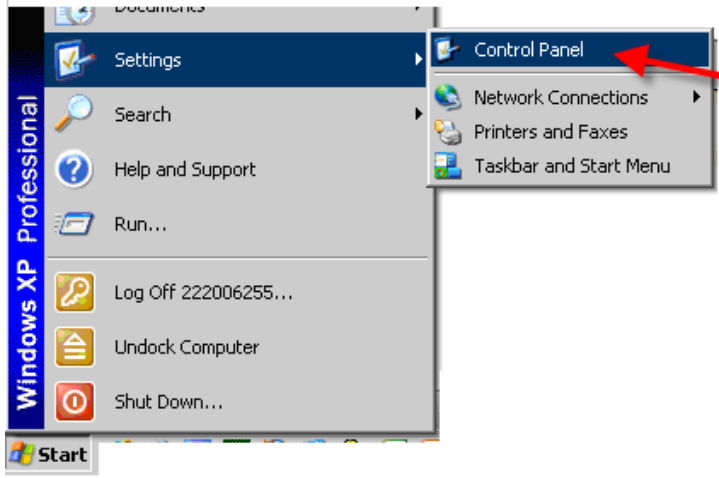 Documents
Settings
Search
Help and Support
Run...
Log Off 222006255...
Undock Computer
Shut Down...
Windows XP Professional
Start
Control Panel
Network Connections
Printers and Faxes
Taskbar and Start Menu